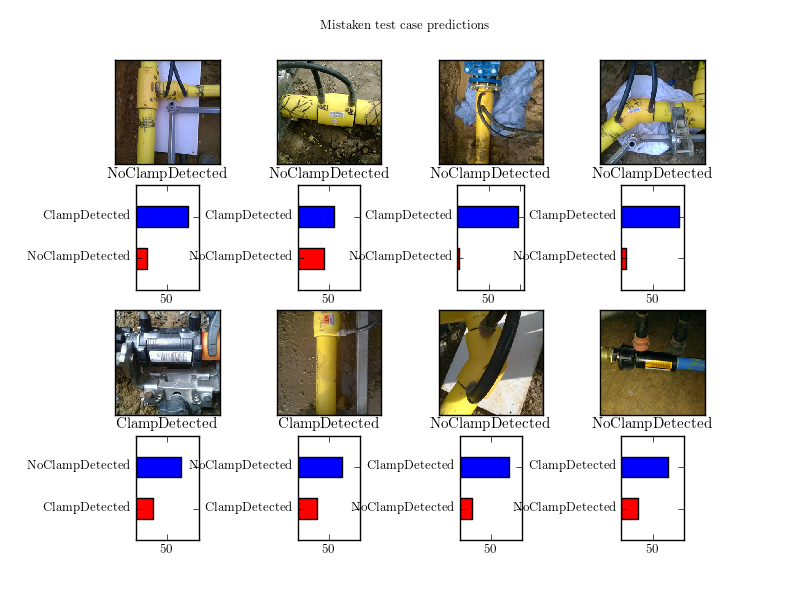 Mistaken test case predictions
NoClampDetected NoClampDetected NoClampDetected NoClampDetected
ClampDetected ClampDetected ClampDetected ClampDetected
NoClampDetected NoClampDetected NoClampDetected NoClampDetected
50 50 50 50
ClampDetected ClampDetected NoClampDetected NoClampDetected
NoClampDetected NoClampDetected ClampDetected ClampDetected
ClampDetected ClampDetected NoClampDetected NoClampDetected
50 50 50 50